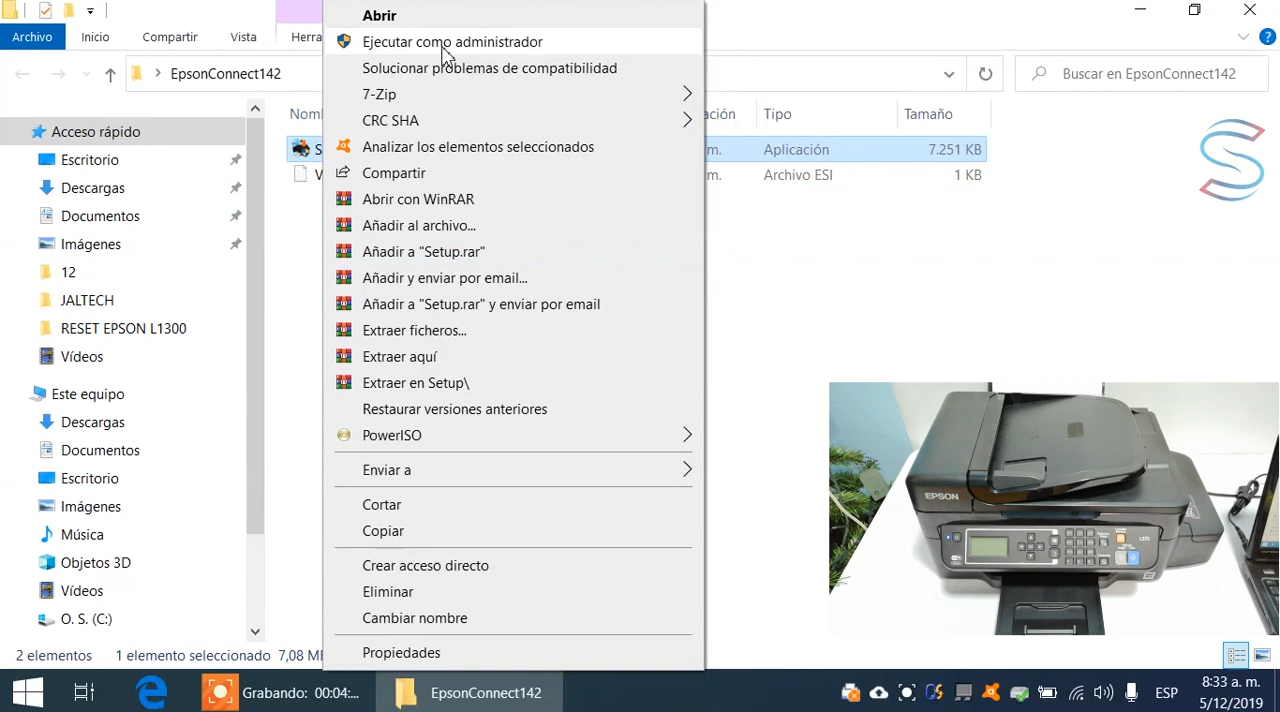 Archivo
Inicio
Compartir
Vista
Herra
EpsonConnect142
Buscar en EpsonConnect142
Nomb
ación
Tipo
Tamaño
S
m.
Aplicación
7.251 KB
V
m.
Archivo ESI
1 KB
Acceso rápido
Escritorio
Descargas
Documentos
Imágenes
12
JALTECH
RESET EPSON L1300
Vídeos
Este equipo
Descargas
Documentos
Escritorio
Imágenes
Música
Objetos 3D
Vídeos
O. S. (C:)
Abrir
Ejecutar como administrador
Solucionar problemas de compatibilidad
7-Zip
CRC SHA
Analizar los elementos seleccionados
Compartir
Abrir con WinRAR
Añadir al archivo...
Añadir a "Setup.rar"
Añadir y enviar por email...
Añadir a "Setup.rar" y enviar por email
Extraer ficheros...
Extraer aquí
Extraer en Setup\
Restaurar versiones anteriores
PowerISO
Enviar a
Cortar
Copiar
Crear acceso directo
Eliminar
Cambiar nombre
Propiedades
EPSON
2 elementos
1 elemento seleccionado
7,08 M
Grabando: 00:04:...
EpsonConnect142
ESP
8:33 a. m.
5/12/2019